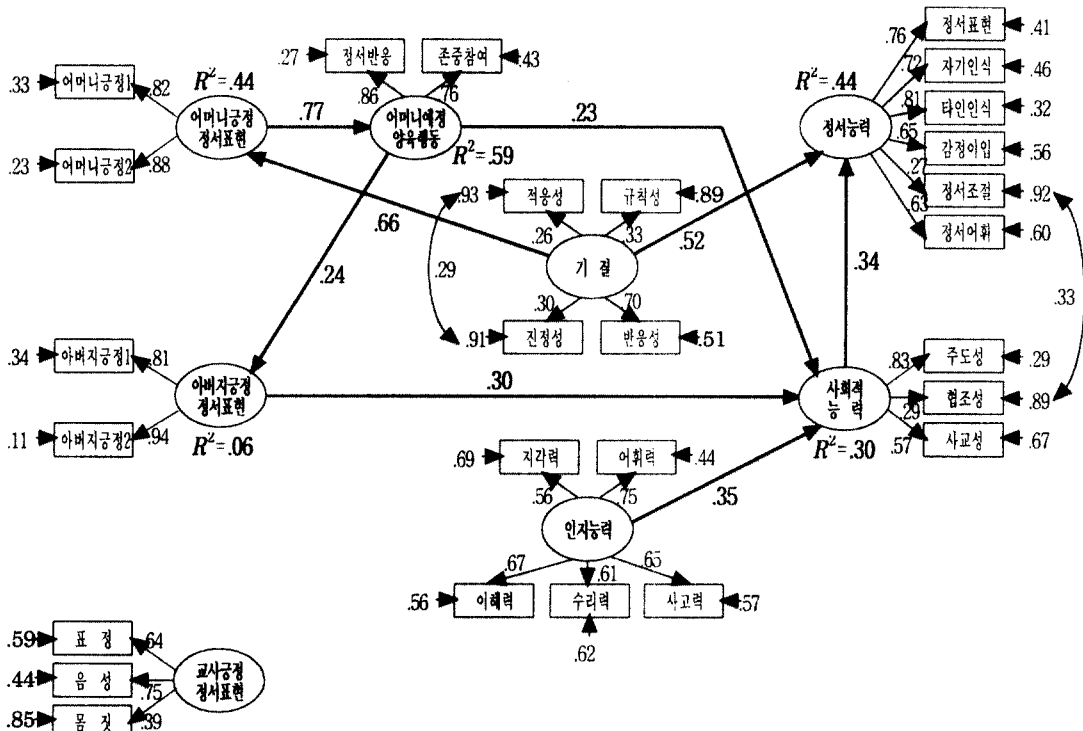 .27 정서반응 존중참여 .43
.86 .76
.33 어머니긍정1 .82
R²=.44
어머니긍정
정서표현
.23 어머니긍정2 .88
.77
어머니애정
양육행동
R²=.59
.23
R²=.44
정서능력
.76 정서표현 .41
.72 자기인식 .46
.81 타인인식 .32
.65 감정이입 .56
.27 정서조절 .92
.63 정서어휘 .60
.66
.24
.93 적응성 규칙성 .89
.26 .33
기 질
.52
.29
.30 .70
.91 진정성 반응성 .51
.34
.33
.34 아버지긍정1 .81
아버지긍정
정서표현
.11 아버지긍정2 .94
R²=.06
.30
사회적
능 력
R²=.30
.83 주도성 .29
.29 협조성 .89
.57 사교성 .67
.69 지각력 어휘력 .44
.56 .75
인지능력
.35
.67 .61 .65
.56 이해력 수리력 사고력 .57
.62
.59 표 정 .64
교사긍정
정서표현
.44 음 성 .75
.85 몸 짓 .39